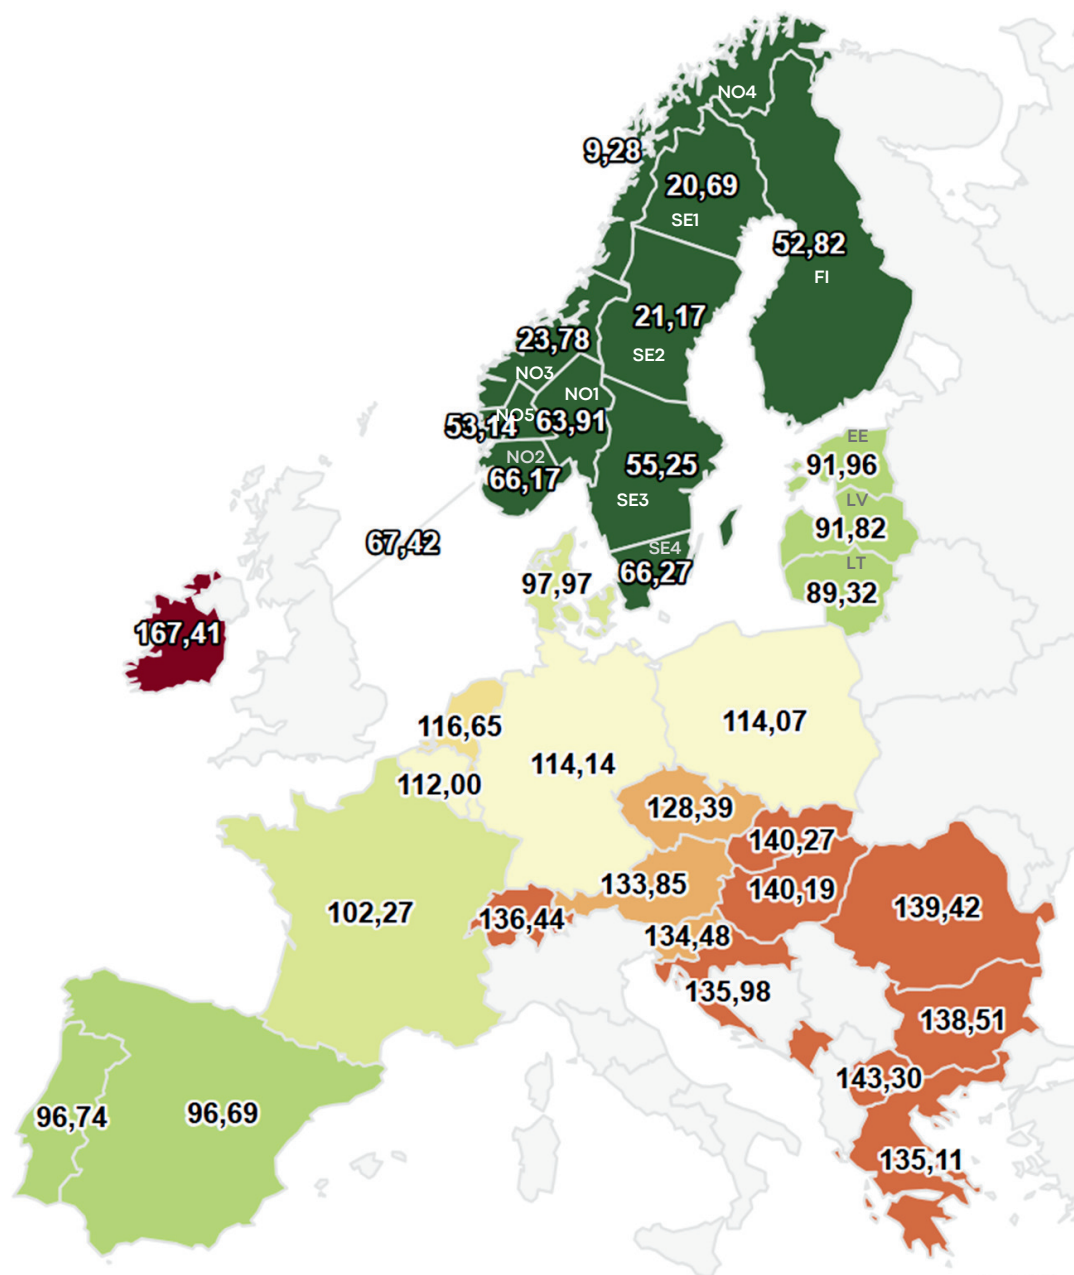 NO4
9,28
20,69
SE1
52,82
FI
21,17
SE2
23,78
NO3
NO1
NO5
53,14
63,91
NO2
66,17
55,25
SE3
EE
91,96
LV
91,82
LT
89,32
67,42
SE4
66,27
97,97
167,41
116,65
114,07
114,14
112,00
128,39
140,27
133,85
140,19
102,27
136,44
139,42
134,48
135,98
138,51
143,30
96,74
96,69
135,11